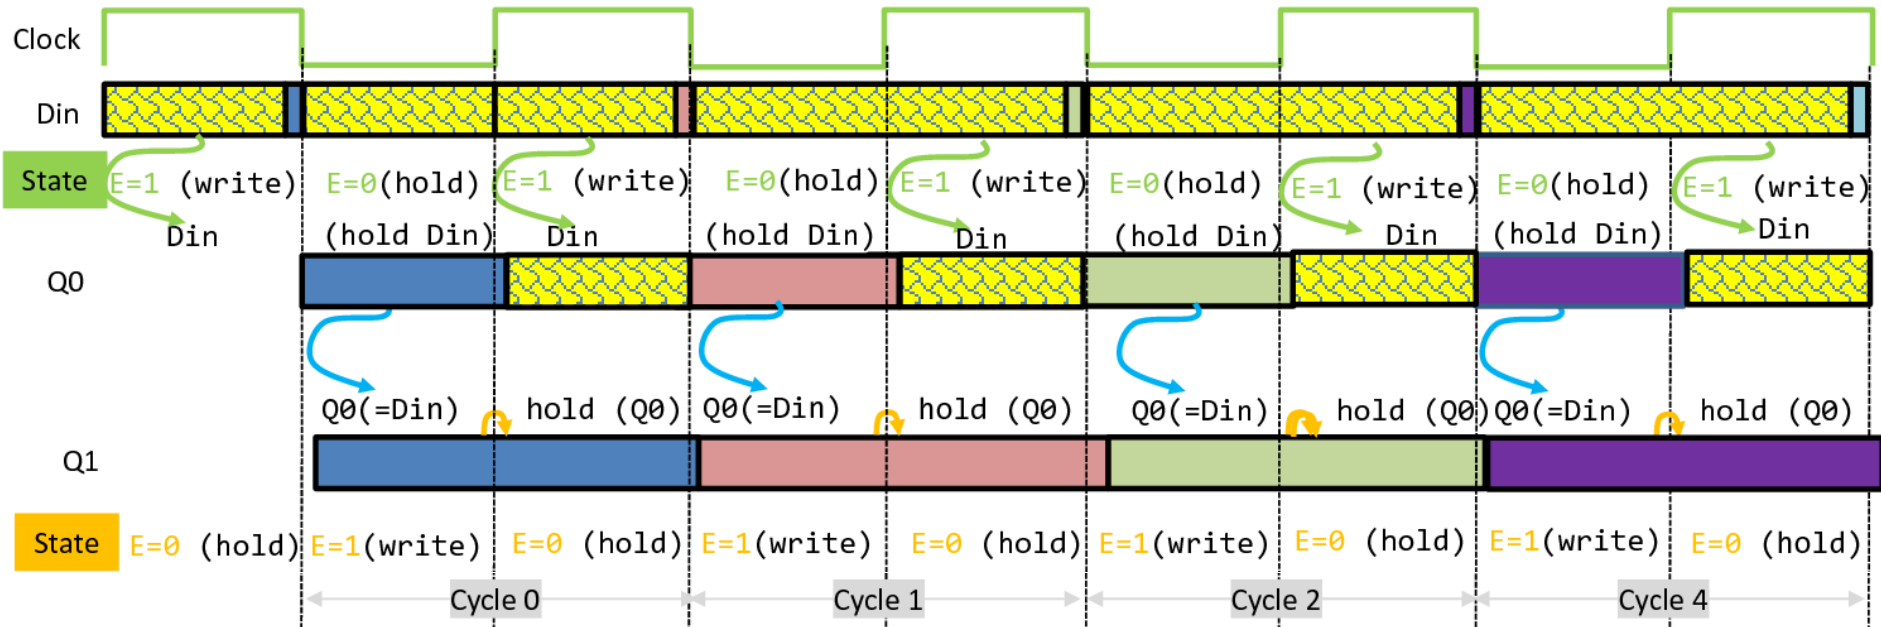 Clock
Din
State E=1 (write) E=0(hold) E=1 (write) E=0(hold) E=1 (write) E=0(hold) E=1 (write) E=0(hold) E=1 (write)
Din (hold Din) Din (hold Din) Din (hold Din) Din (hold Din) Din
Q0
Q0(=Din) hold (Q0) Q0(=Din) hold (Q0) Q0(=Din) hold (Q0) Q0(=Din) hold (Q0)
Q1
State E=0 (hold) E=1(write) E=0 (hold) E=1(write) E=0 (hold) E=1(write) E=0 (hold) E=1(write) E=0 (hold)
Cycle 0 Cycle 1 Cycle 2 Cycle 4